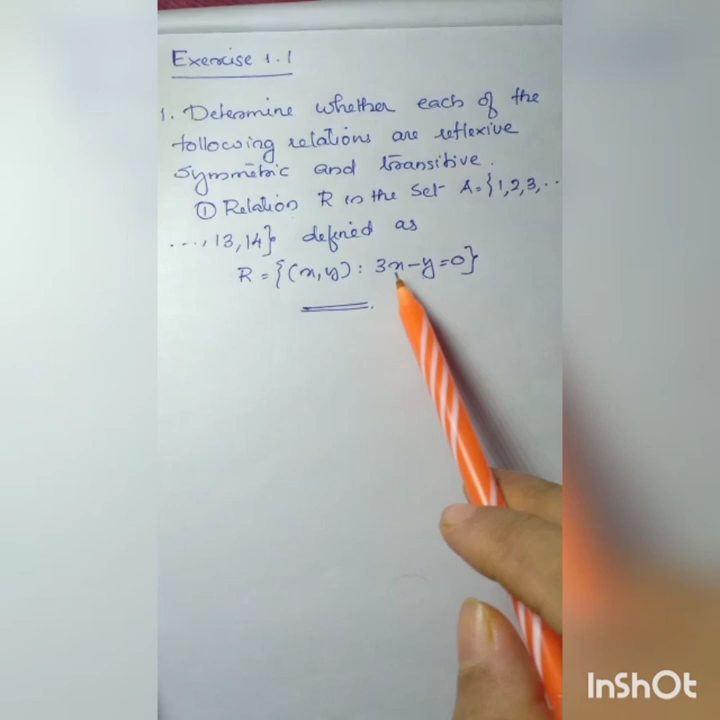 Exercise 1.1
1. Determine whether each of the
following relations are reflexive
symmetric and transitive.
① Relation R in the Set A = {1,2,3,..
...,13,14} defined as
R = {(x,y) : 3x-y=0}
InShOt